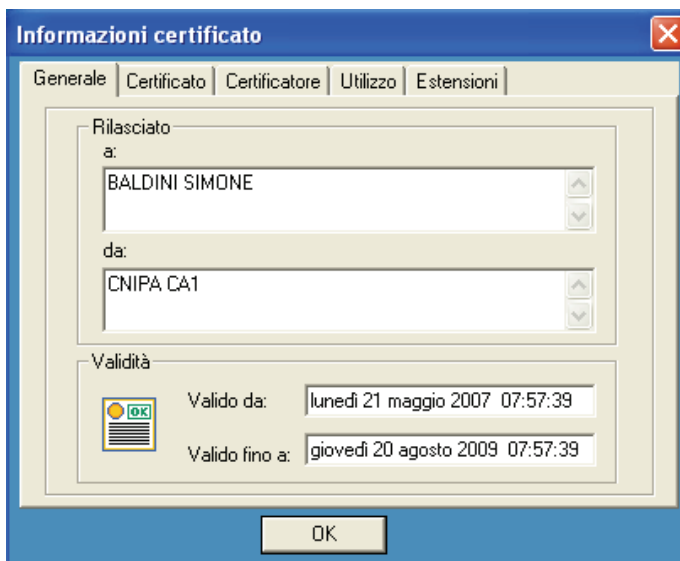 Informazioni certificato
Generale Certificato Certificatore Utilizzo Estensioni
Rilasciato
a:
BALDINI SIMONE
da:
CNIPA CA1
Validità
OK
Valido da: lunedì 21 maggio 2007 07:57:39
Valido fino a: giovedì 20 agosto 2009 07:57:39
OK